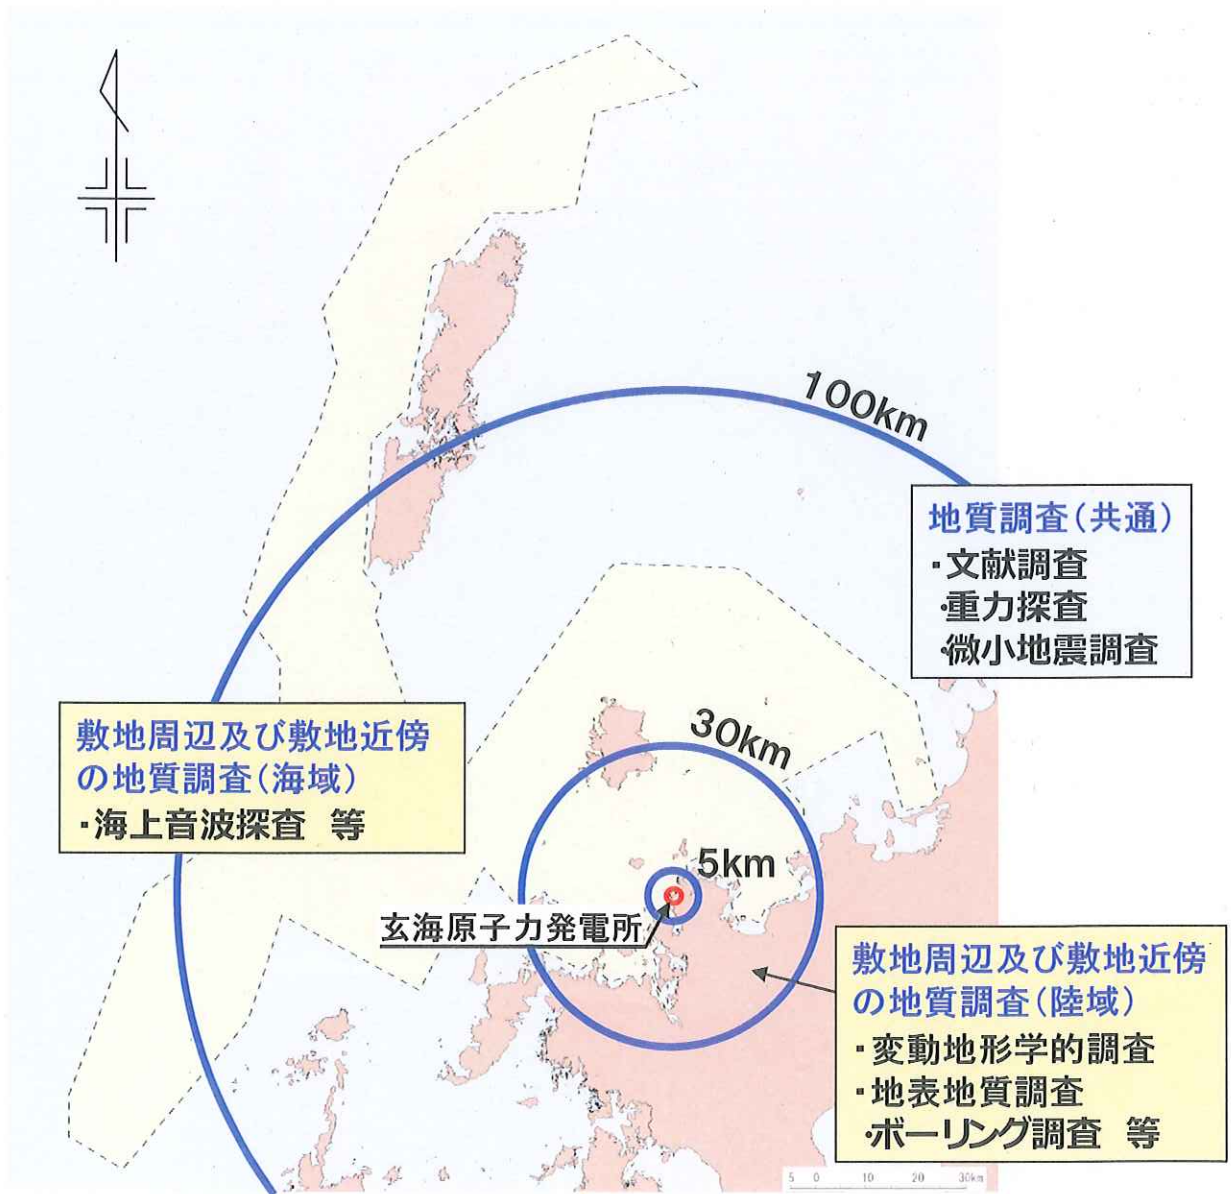 100km
地質調査(共通)
・文献調査
・重力探査
・微小地震調査
敷地周辺及び敷地近傍
の地質調査(海域)
・海上音波探査 等
30km
5km
玄海原子力発電所
敷地周辺及び敷地近傍
の地質調査(陸域)
・変動地形学的調査
・地表地質調査
・ボーリング調査 等
5 0 10 20 30km